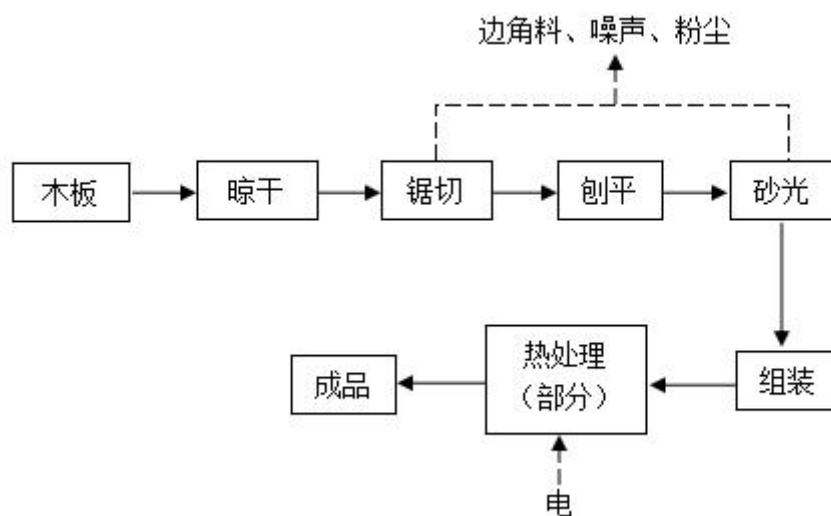 边角料、噪声、粉尘
木板
晾干
锯切
刨平
砂光
组装
热处理
（部分）
成品
电